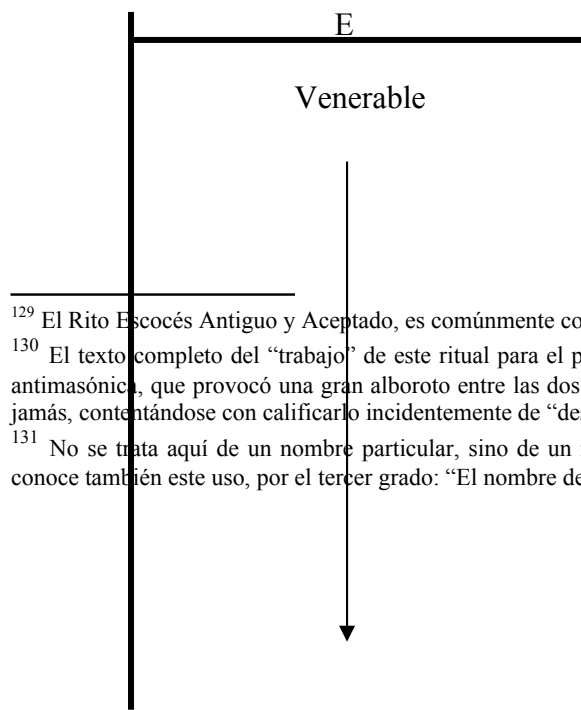 E
Venerable
129 El Rito Escocés Antiguo y Aceptado, es comúnmente co
130 El texto completo del “trabajo” de este ritual para el p
antimasónica, que provocó una gran alboroto entre las dos
jamás, contentándose con calificarlo incidentemente de “de
131 No se trata aquí de un nombre particular, sino de un
conoce también este uso, por el tercer grado: “El nombre de